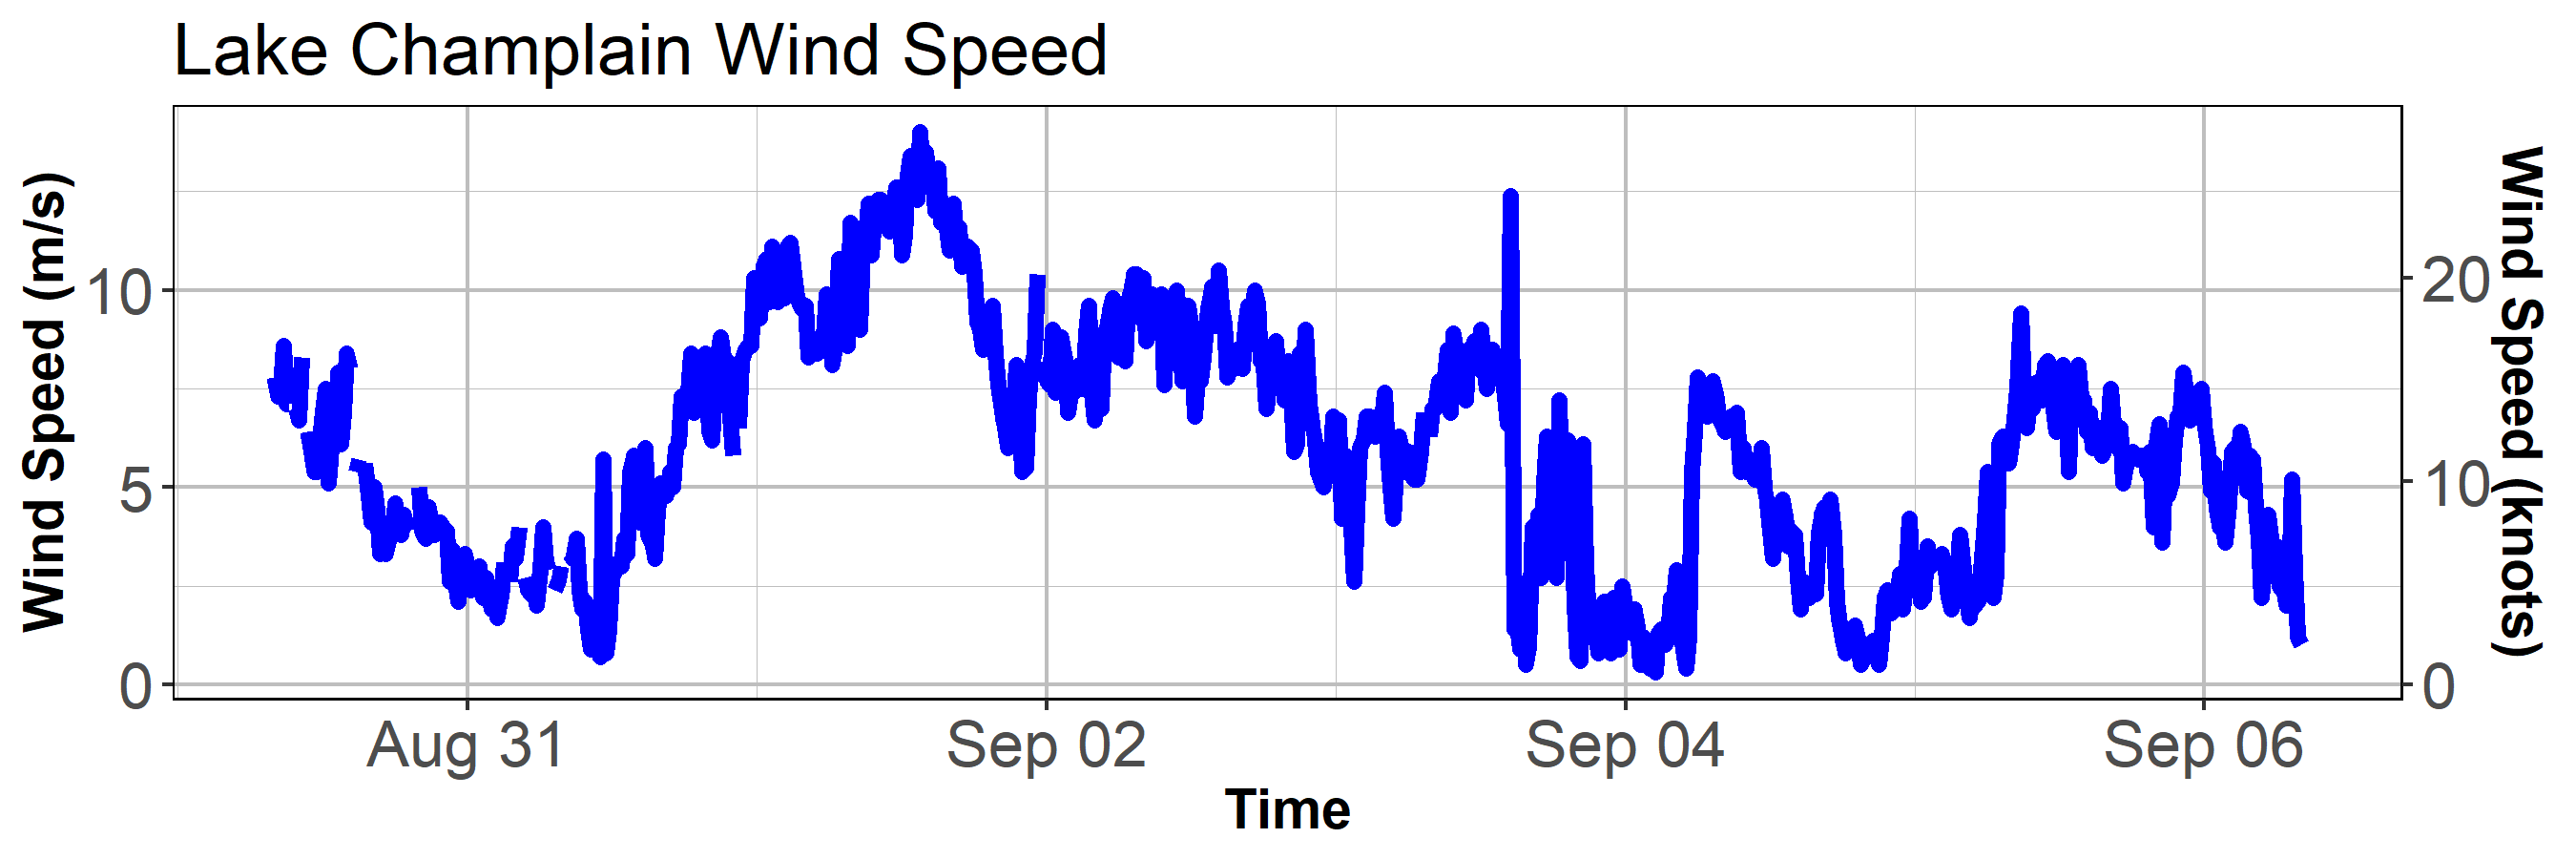 Lake Champlain Wind Speed
Wind Speed (m/s)
10
5
0
20
10
0
Wind Speed (knots)
Aug 31
Sep 02
Sep 04
Sep 06
Time